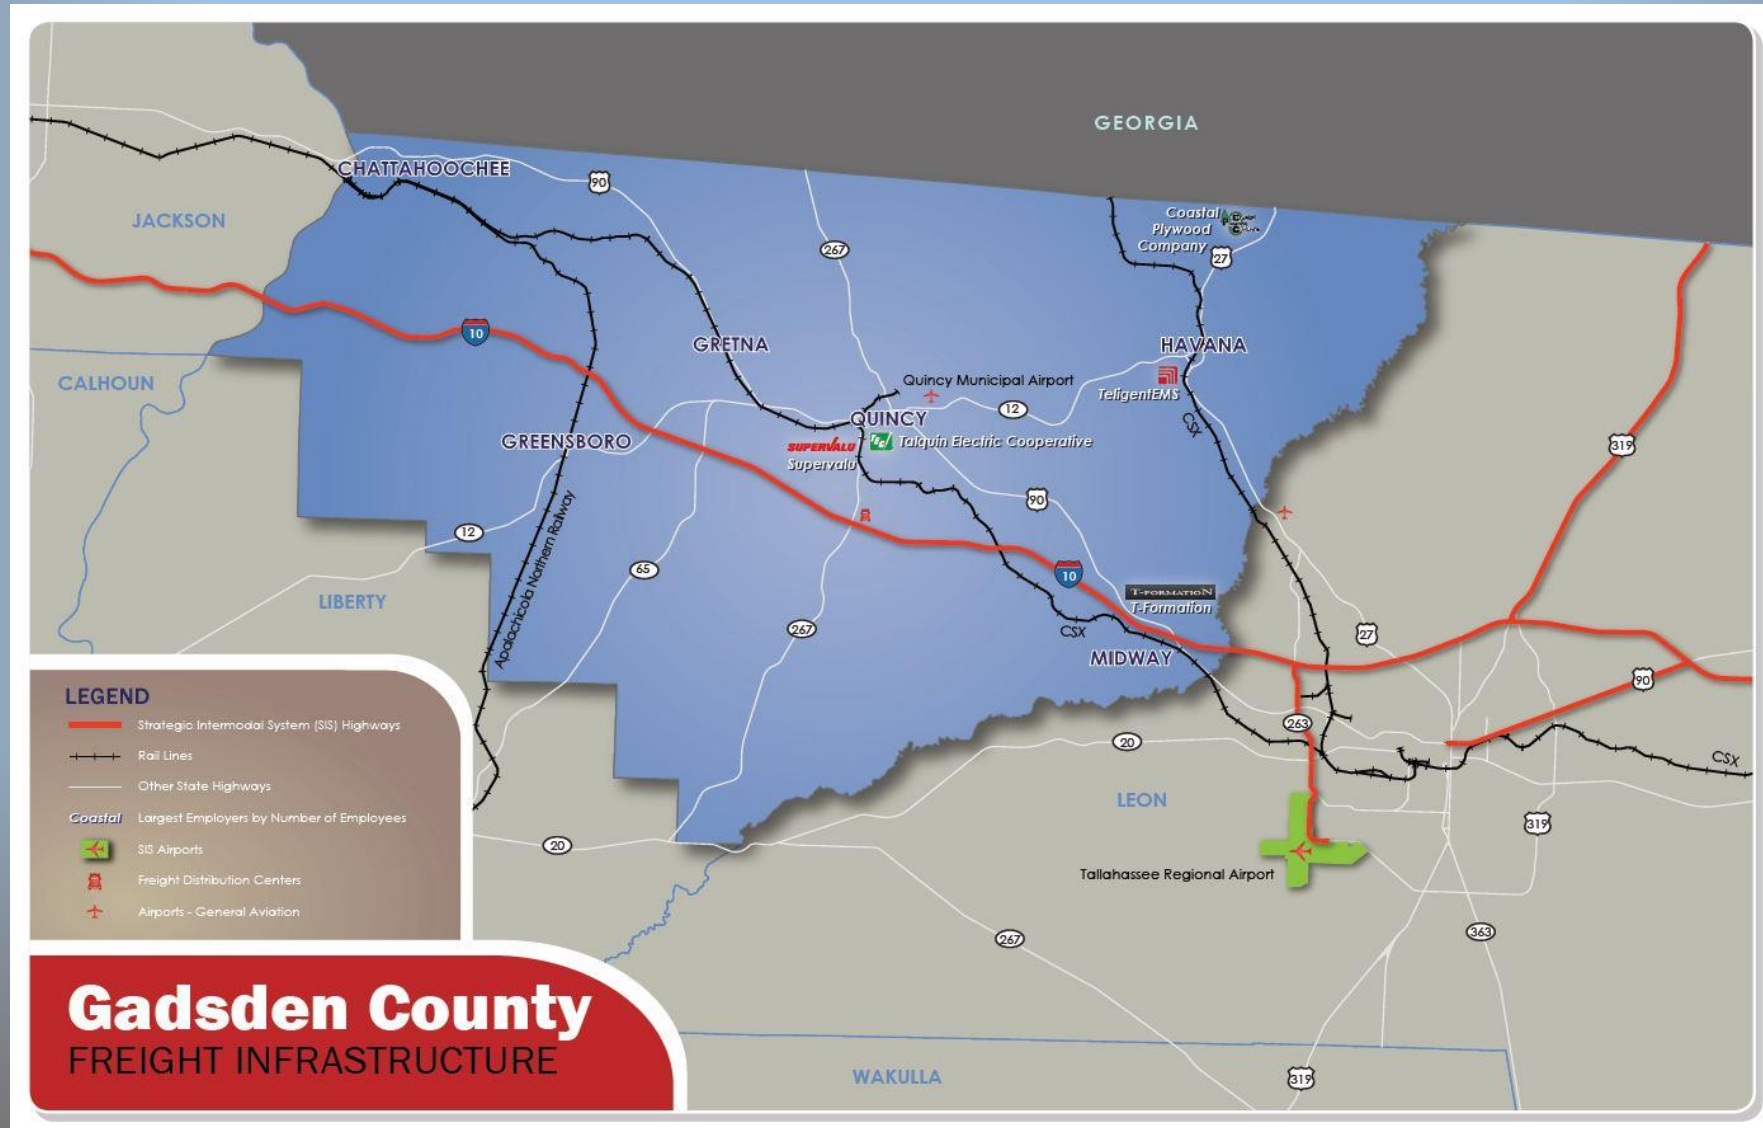 GEORGIA
CHATTAHOOCHEE
90
JACKSON
267
Coastal
Plywood
Company
27
10
GRETNA
HAVANA
CALHOUN
Quincy Municipal Airport
TeligentEMS
12
QUINCY
CSX
GREENSBORO
SUPERVALU
Supervalu
TEC
Talquin Electric Cooperative
319
90
12
Apalachicola Northern Railway
65
10
T-FORMATION
T-Formation
LIBERTY
267
CSX
27
MIDWAY
90
263
20
CSX
LEON
319
20
Tallahassee Regional Airport
267
363
WAKULLA
319
LEGEND
Strategic Intermodal System (SIS) Highways
Rail Lines
Other State Highways
Coastal Largest Employers by Number of Employees
SIS Airports
Freight Distribution Centers
Airports - General Aviation
Gadsden County
FREIGHT INFRASTRUCTURE